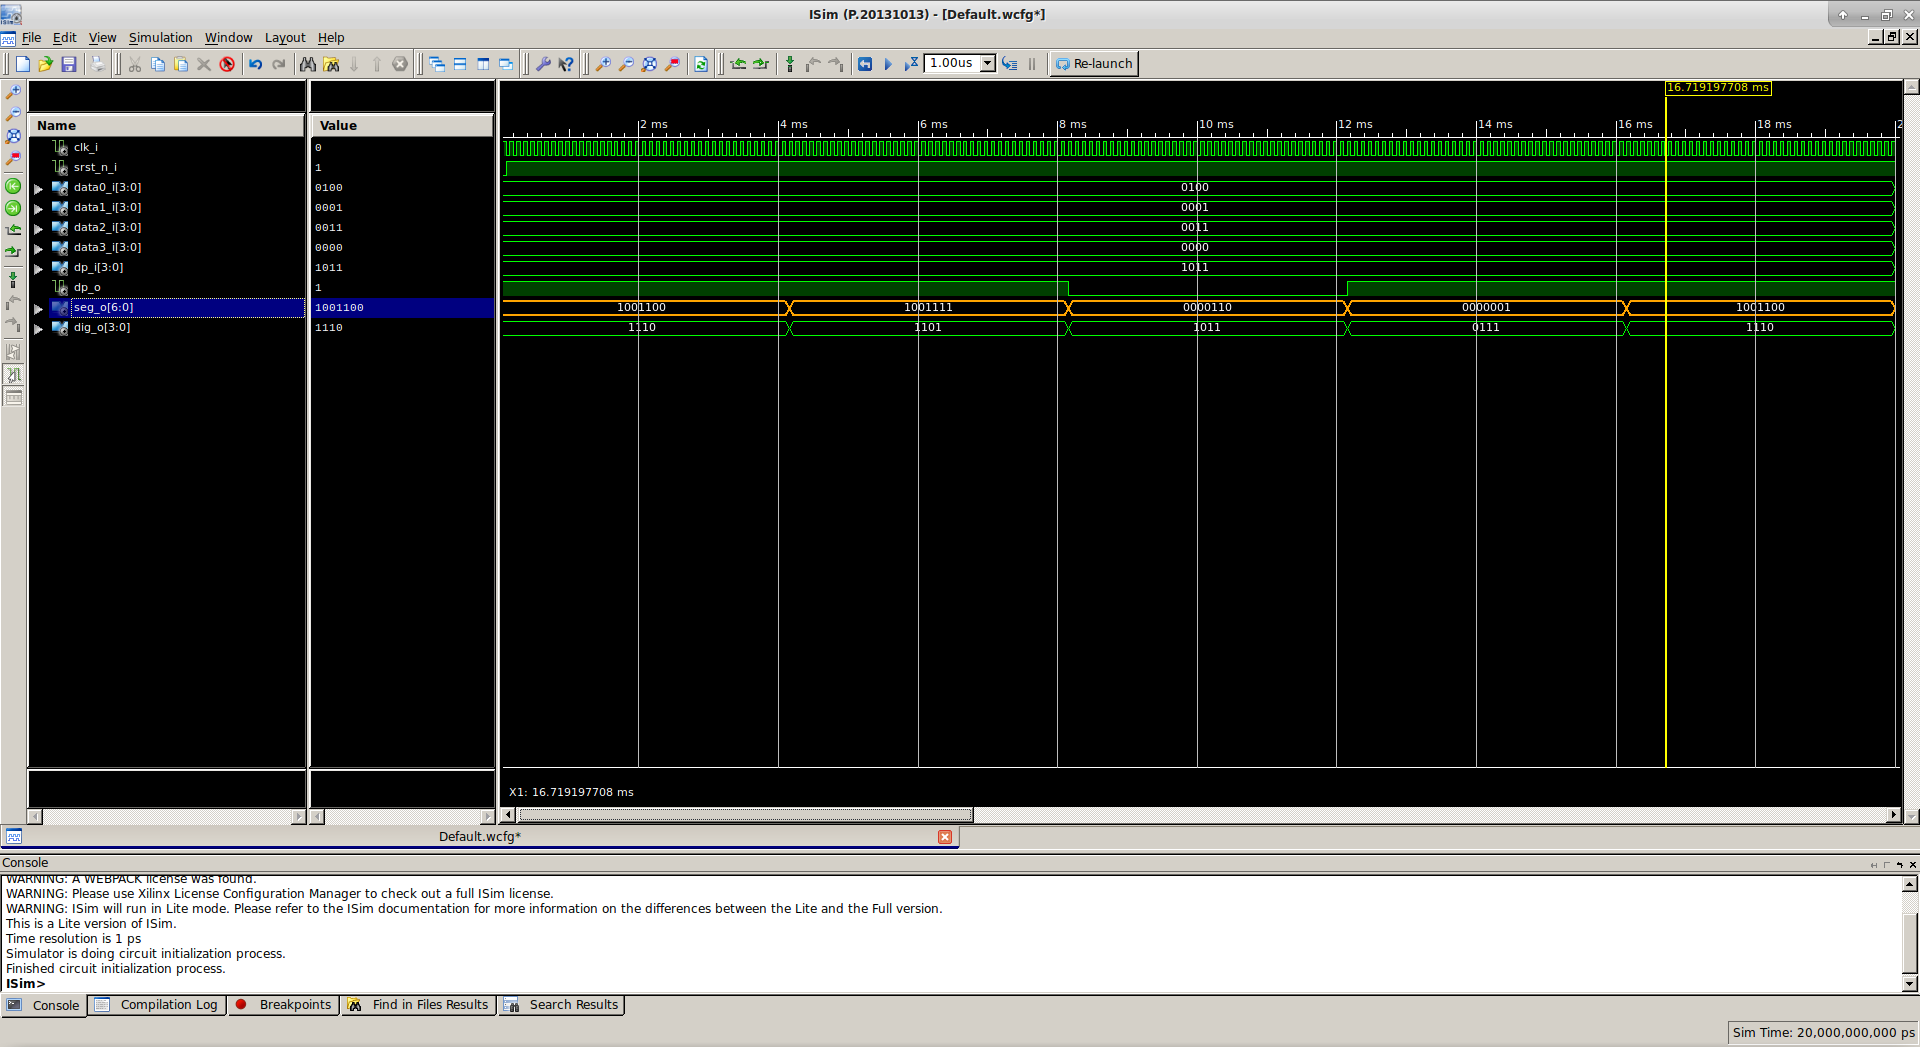 ISim (P.20131013) - [Default.wcfg*]
File Edit View Simulation Window Layout Help
1.00us Re-launch
16.719197708 ms
Name Value 2 ms 4 ms 6 ms 8 ms 10 ms 12 ms 14 ms 16 ms 18 ms 2
clk_i 0
srst_n_i 1
data0_i[3:0] 0100 0100
data1_i[3:0] 0001 0001
data2_i[3:0] 0011 0011
data3_i[3:0] 0000 0000
dp_i[3:0] 1011 1011
dp_o 1
seg_o[6:0] 1001100 1001100 1001111 0000110 0000001 1001100
dig_o[3:0] 1110 1110 1101 1011 0111 1110
X1: 16.719197708 ms
Default.wcfg*
Console
WARNING: A WEBPACK license was found.
WARNING: Please use Xilinx License Configuration Manager to check out a full ISim license.
WARNING: ISim will run in Lite mode. Please refer to the ISim documentation for more information on the differences between the Lite and the Full version.
This is a Lite version of ISim.
Time resolution is 1 ps
Simulator is doing circuit initialization process.
Finished circuit initialization process.
ISim>
Console Compilation Log Breakpoints Find in Files Results Search Results
Sim Time: 20,000,000,000 ps